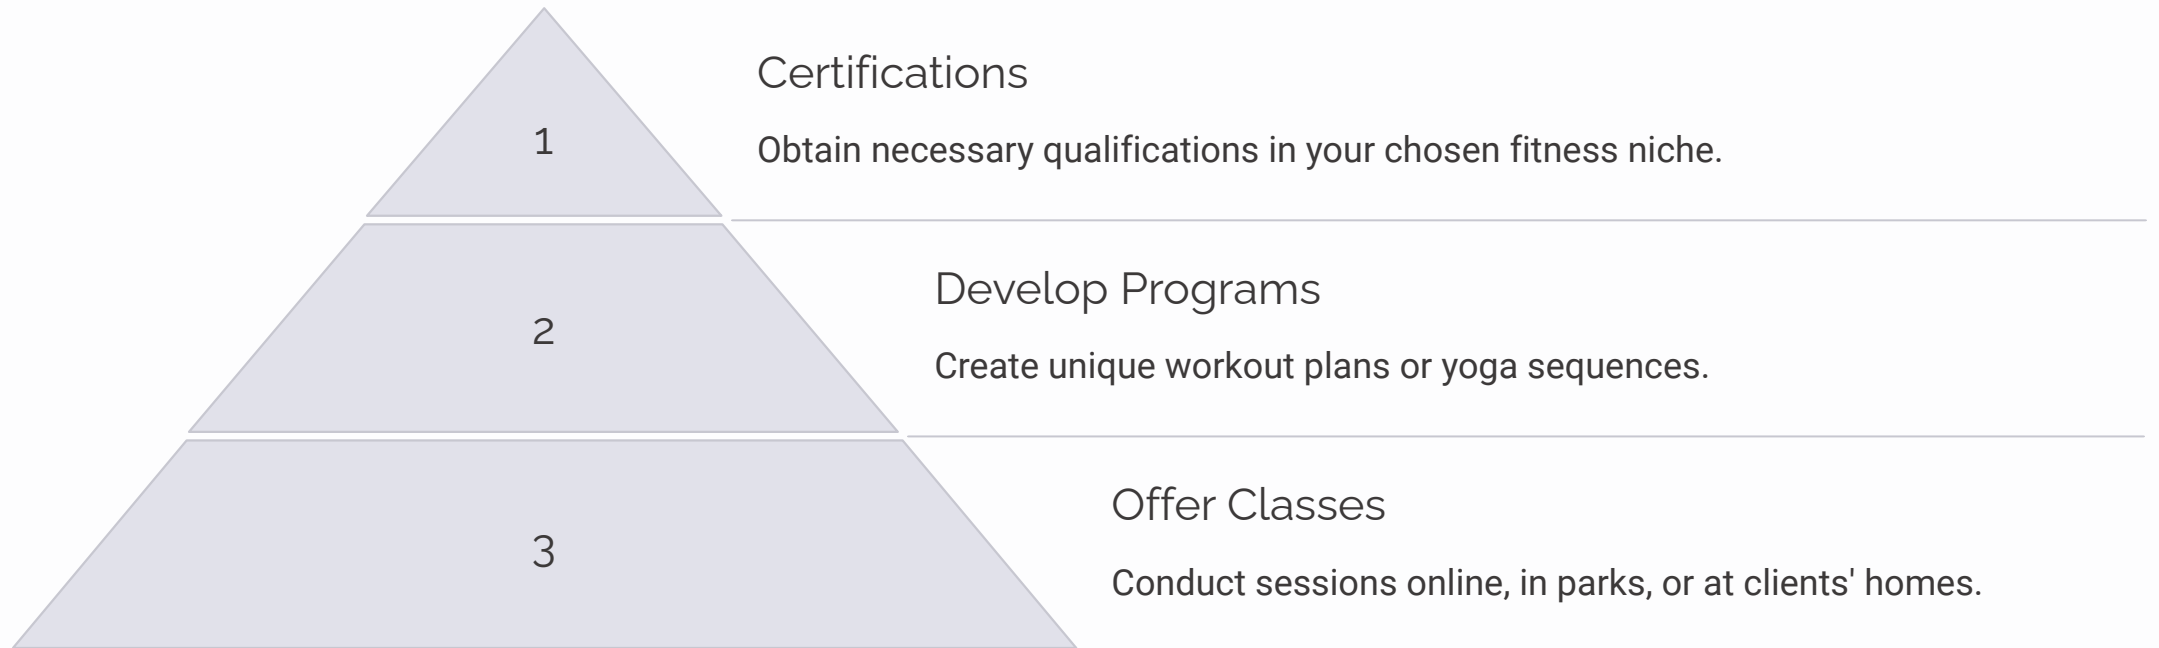 1
Certifications
Obtain necessary qualifications in your chosen fitness niche.
2
Develop Programs
Create unique workout plans or yoga sequences.
3
Offer Classes
Conduct sessions online, in parks, or at clients' homes.